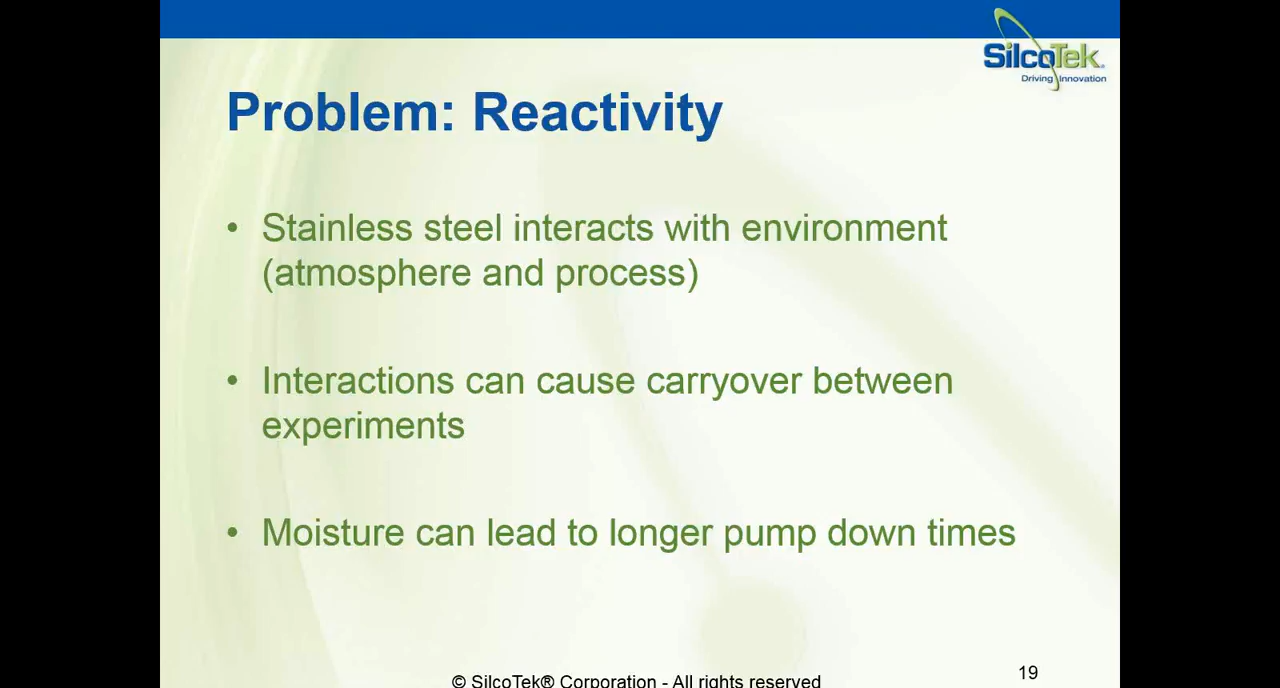 SilcoTek®
Driving Innovation
Problem: Reactivity
• Stainless steel interacts with environment
(atmosphere and process)
• Interactions can cause carryover between
experiments
• Moisture can lead to longer pump down times
© SilcoTek® Corporation - All rights reserved
19